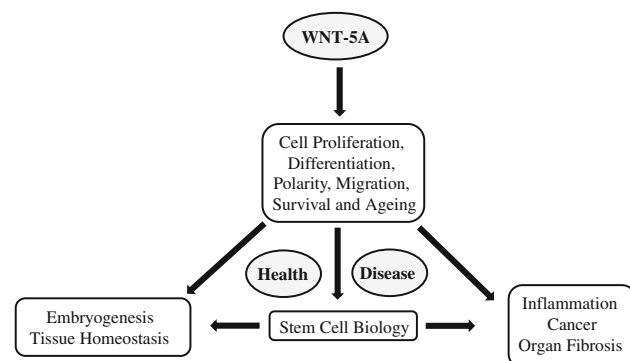 WNT-5A
Cell Proliferation,
Differentiation,
Polarity, Migration,
Survival and Ageing
Health
Disease
Embryogenesis
Tissue Homeostasis
Stem Cell Biology
Inflammation
Cancer
Organ Fibrosis